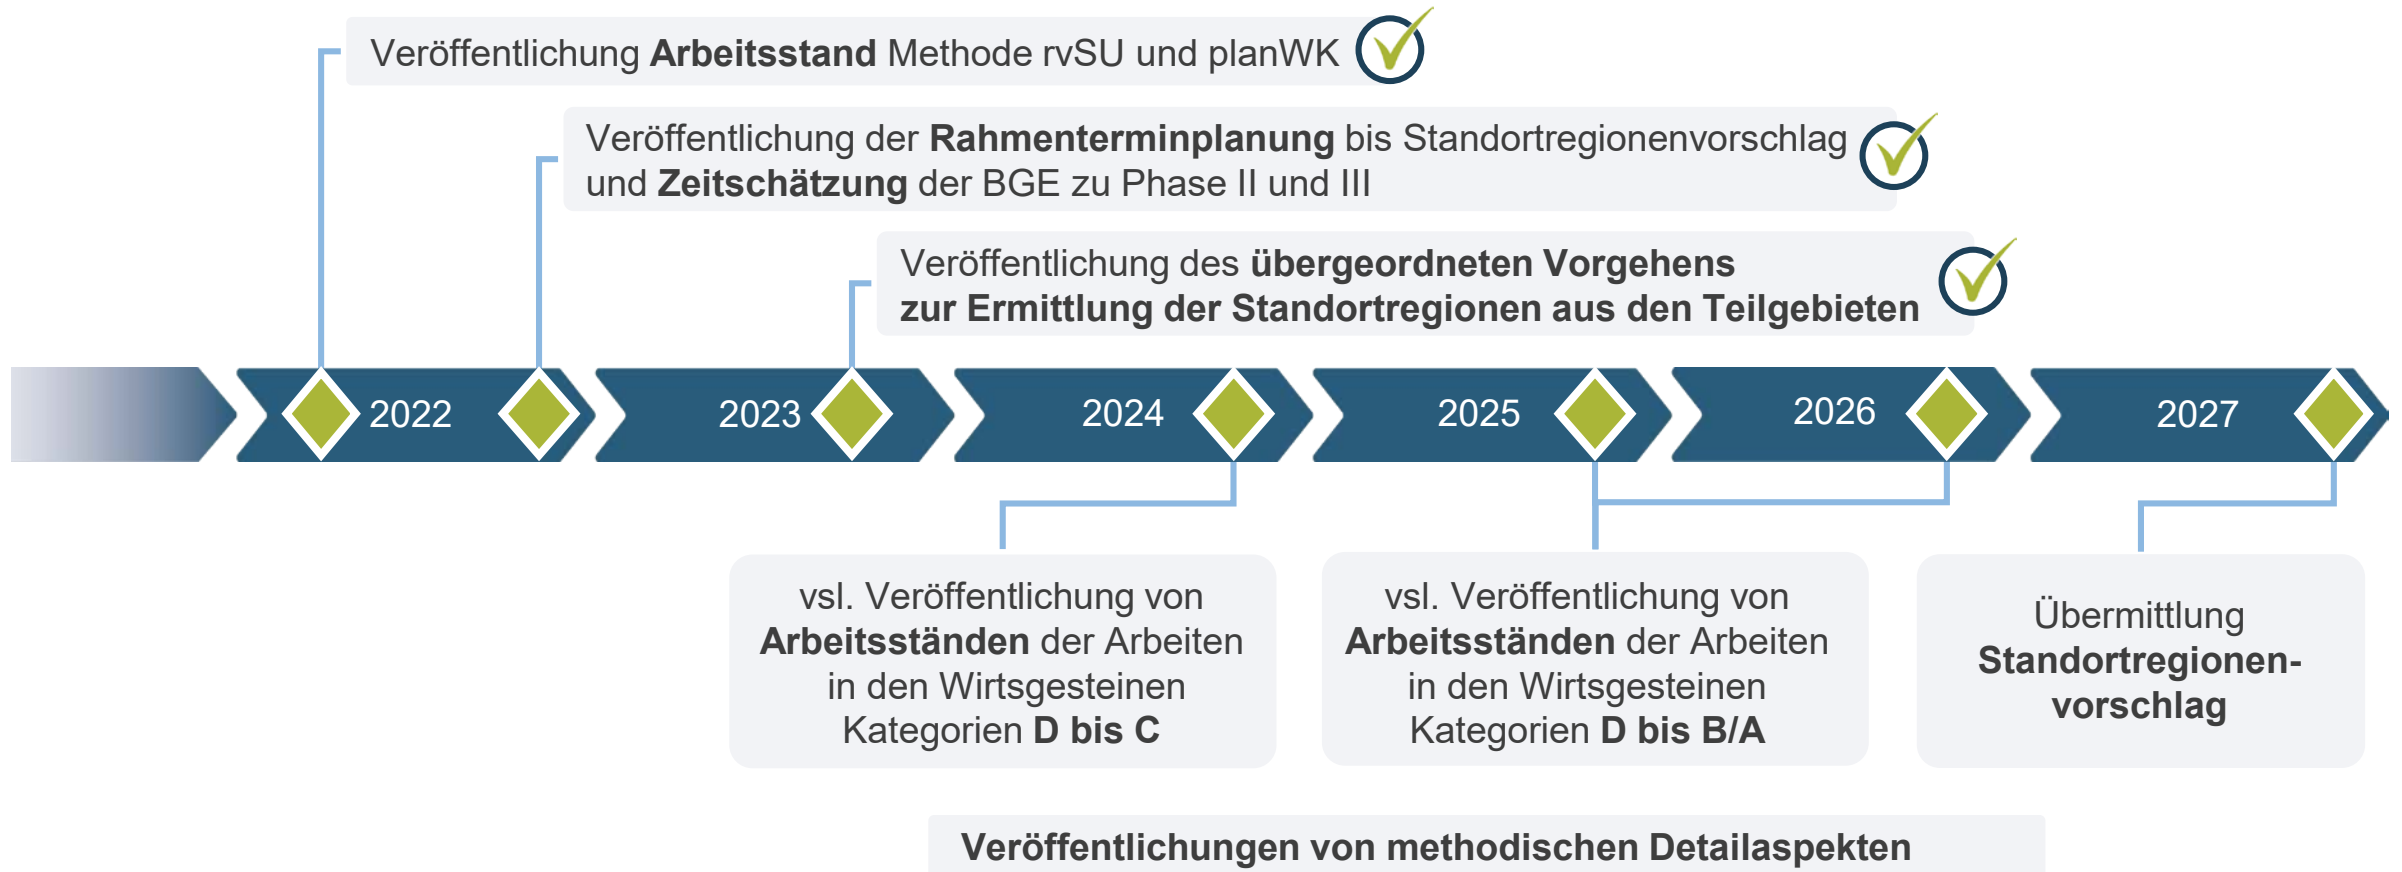 Veröffentlichung Arbeitsstand Methode rvSU und planWK
Veröffentlichung der Rahmenterminplanung bis Standortregionenvorschlag
und Zeitschätzung der BGE zu Phase II und III
Veröffentlichung des übergeordneten Vorgehens
zur Ermittlung der Standortregionen aus den Teilgebieten
2022
2023
2024
2025
2026
2027
vsl. Veröffentlichung von
Arbeitsständen der Arbeiten
in den Wirtsgesteinen
Kategorien D bis C
vsl. Veröffentlichung von
Arbeitsständen der Arbeiten
in den Wirtsgesteinen
Kategorien D bis B/A
Übermittlung
Standortregionen-
vorschlag
Veröffentlichungen von methodischen Detailaspekten